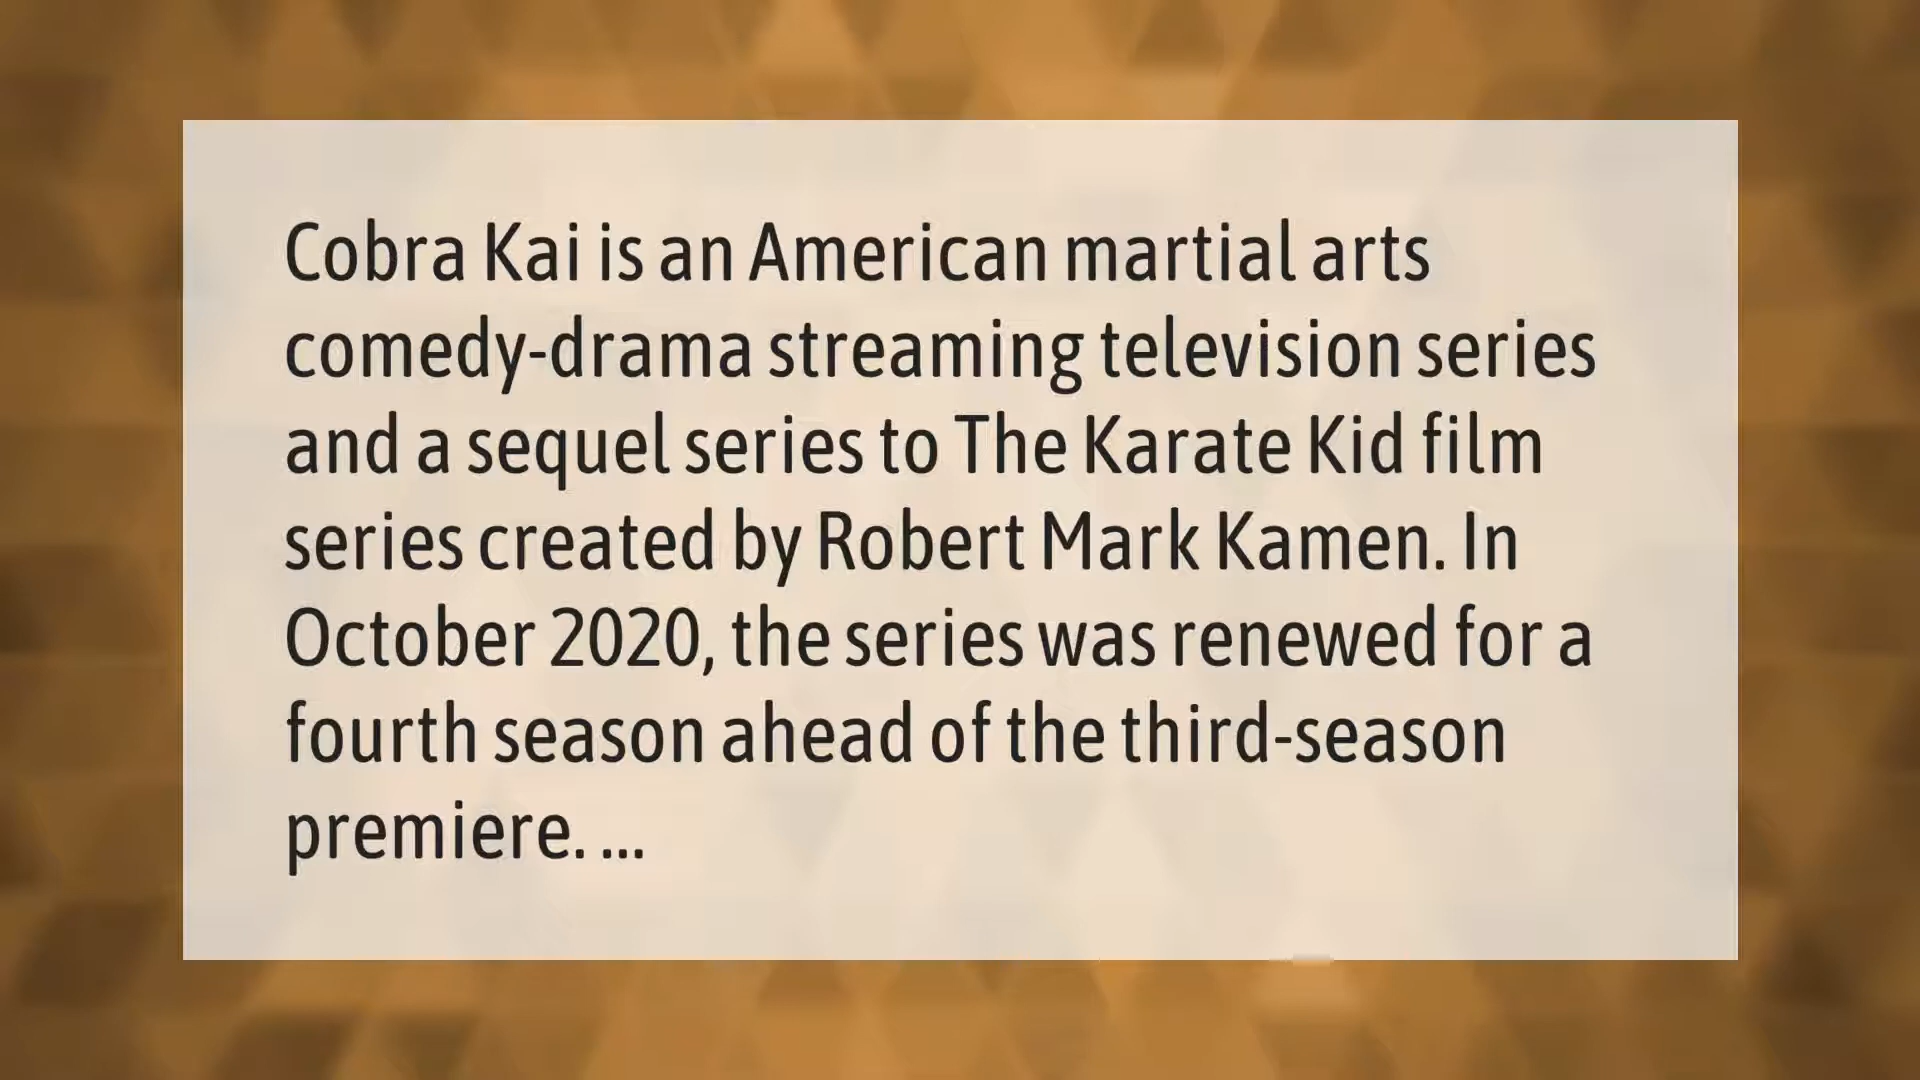 Cobra Kai is an American martial arts
comedy-drama streaming television series
and a sequel series to The Karate Kid film
series created by Robert Mark Kamen. In
October 2020, the series was renewed for a
fourth season ahead of the third-season
premiere. ...